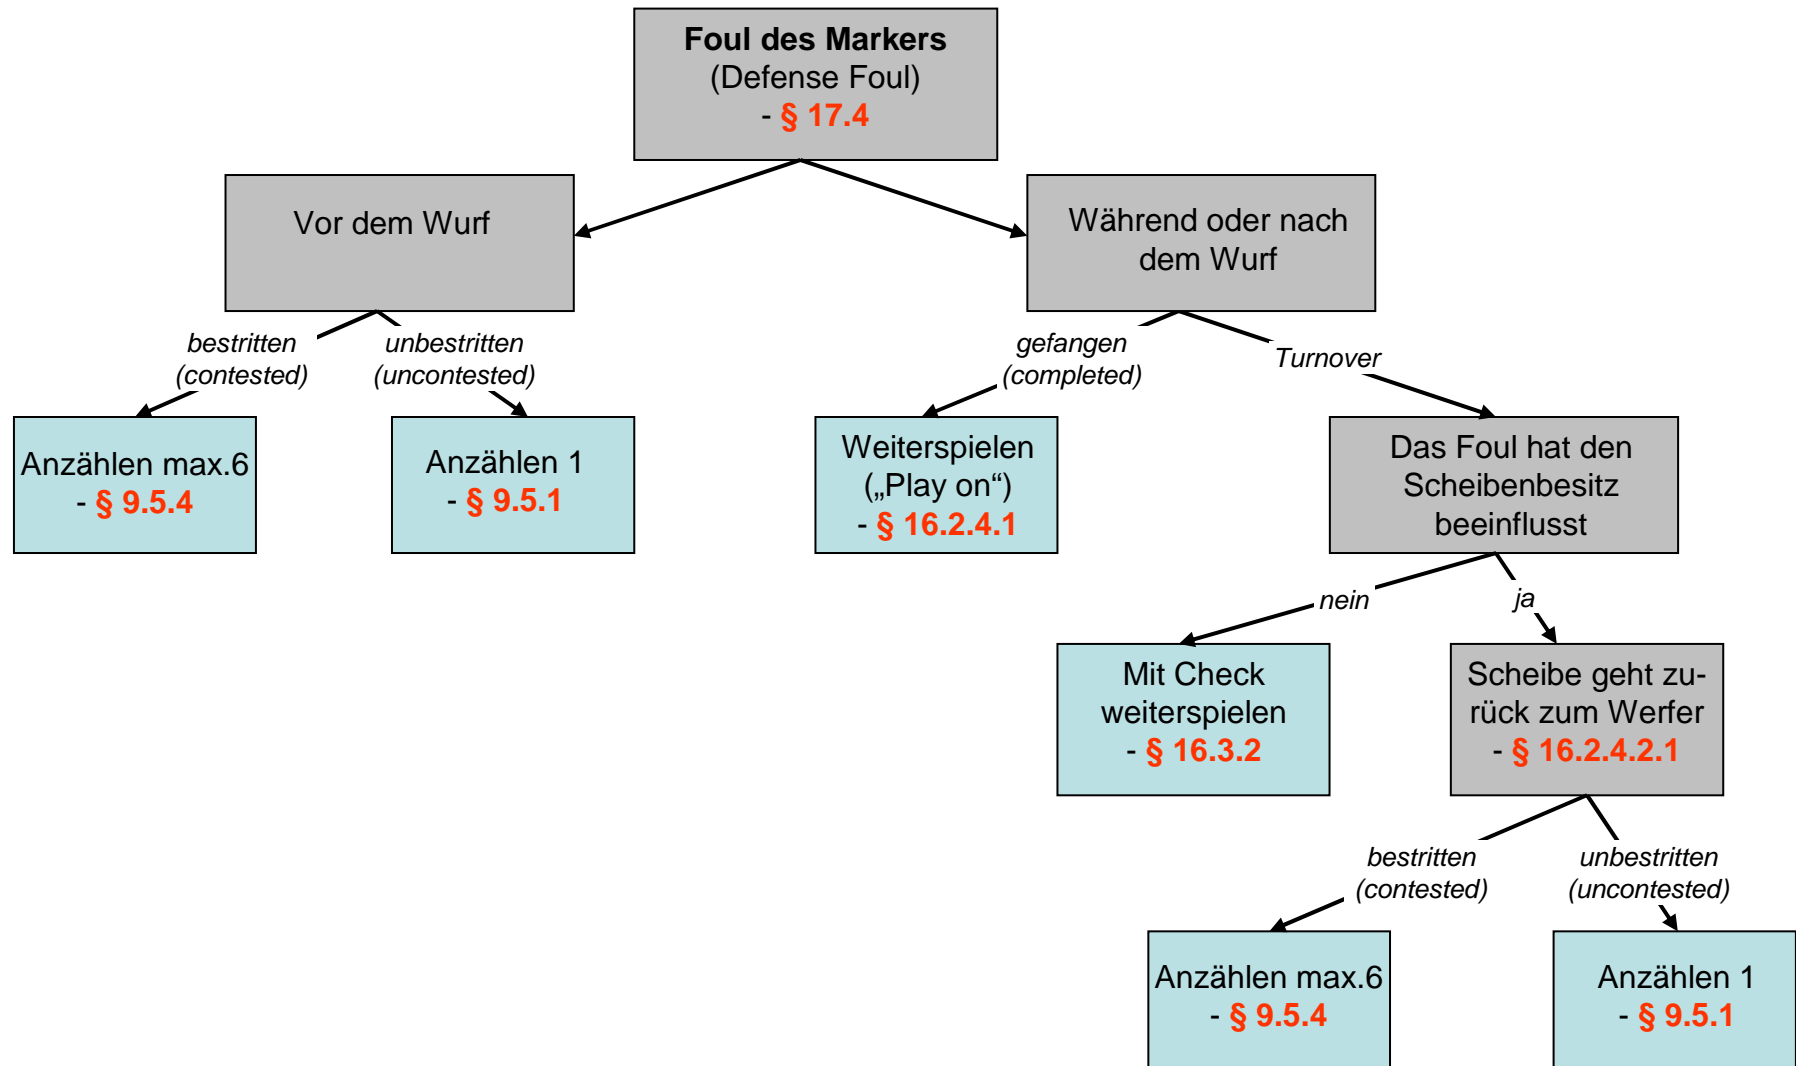 Foul des Markers
(Defense Foul)
- § 17.4
Vor dem Wurf
Während oder nach
dem Wurf
bestritten
(contested)
unbestritten
(uncontested)
gefangen
(completed)
Turnover
Anzählen max.6
- § 9.5.4
Anzählen 1
- § 9.5.1
Weiterspielen
(„Play on“)
- § 16.2.4.1
Das Foul hat den
Scheibenbesitz
beeinflusst
nein
ja
Mit Check
weiterspielen
- § 16.3.2
Scheibe geht zu-
rück zum Werfer
- § 16.2.4.2.1
bestritten
(contested)
unbestritten
(uncontested)
Anzählen max.6
- § 9.5.4
Anzählen 1
- § 9.5.1